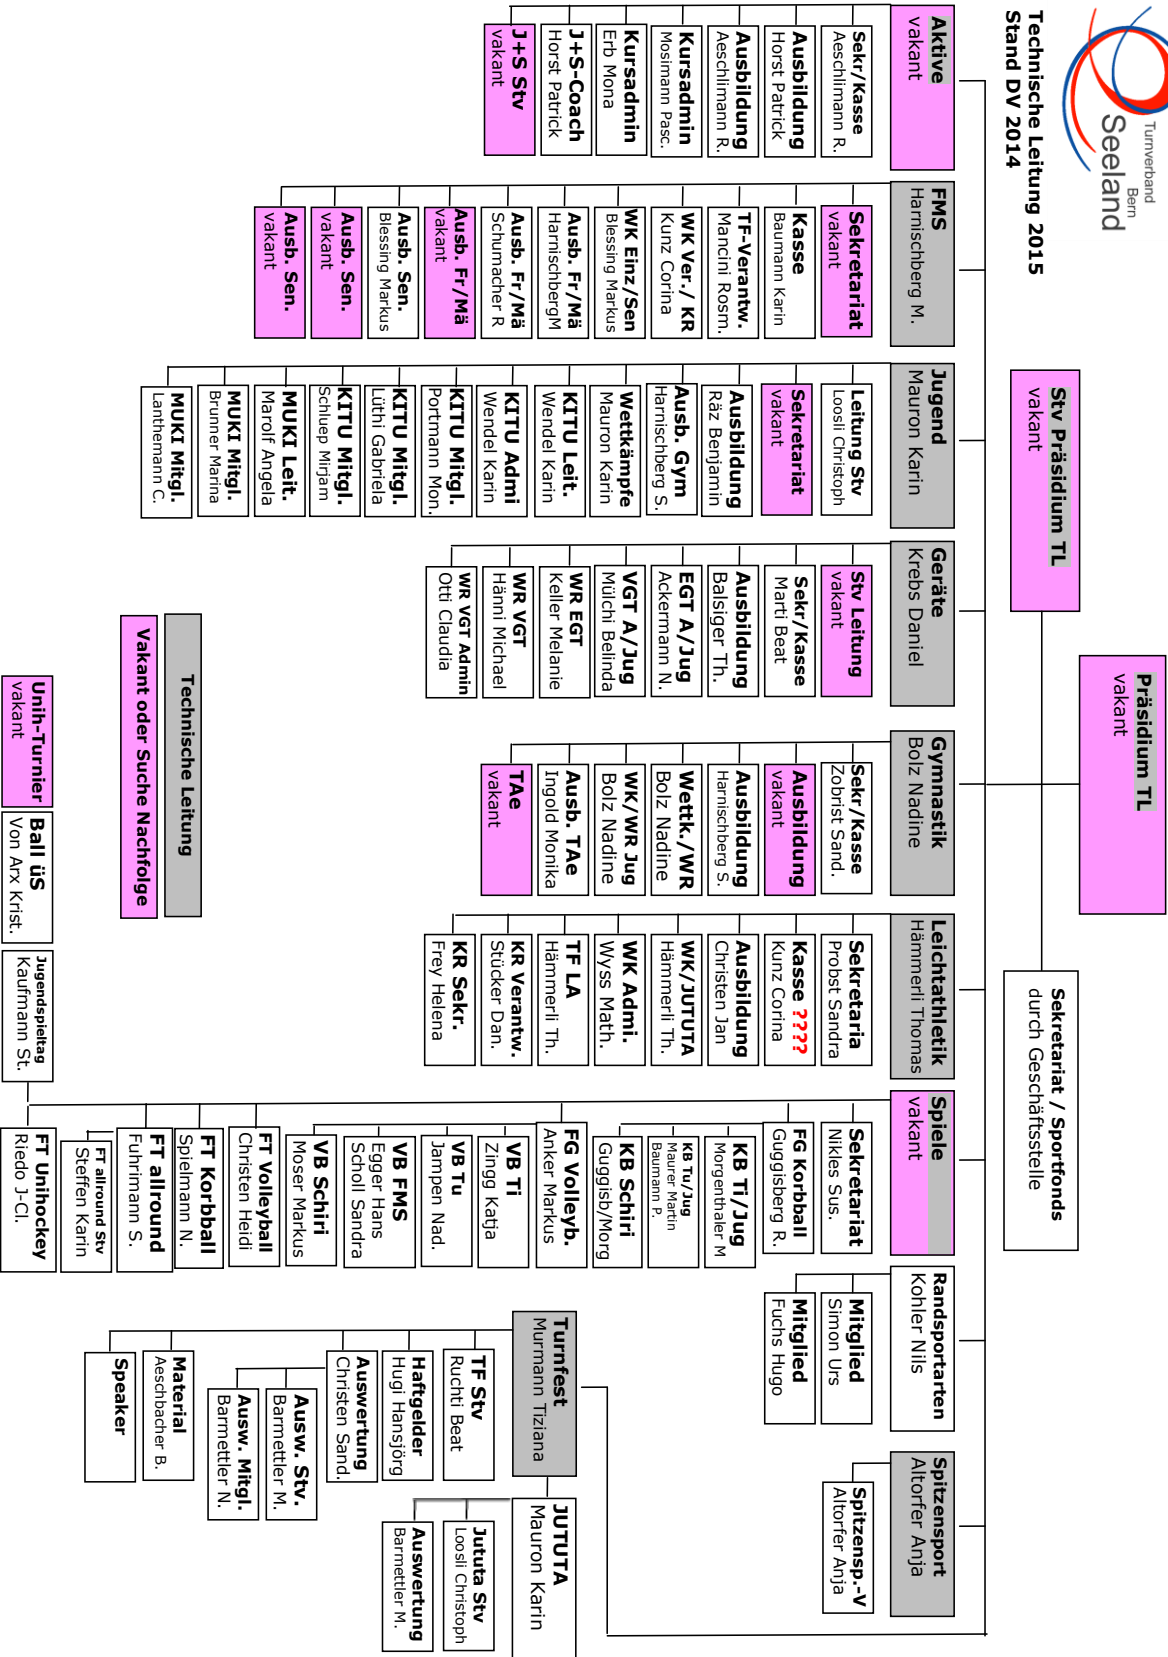 Turnverband
Bern
Seeland
Technische Leitung 2015
Stand DV 2014
Präsidium TL
vakant
Stv Präsidium TL
vakant
Sekretariat / Sportfonds
durch Geschäftsstelle
Aktive
vakant
Sekr/Kasse
Aeschlimann R.
Ausbildung
Horst Patrick
Ausbildung
Aeschlimann R.
Kursadmin
Mosimann Pasc.
Kursadmin
Erb Mona
J+S-Coach
Horst Patrick
J+S Stv
vakant
FMS
Harnischberg M.
Sekretariat
vakant
Kasse
Baumann Karin
TF-Verantw.
Mancini Rosm.
WK Ver./ KR
Kunz Corina
WK Einz/Sen
Blessing Markus
Ausb. Fr/Mä
HarnischbergM
Ausb. Fr/Mä
Schumacher R
Ausb. Fr/Mä
vakant
Ausb. Sen.
Blessing Markus
Ausb. Sen.
vakant
Ausb. Sen.
vakant
Jugend
Mauron Karin
Leitung Stv
Loosli Christoph
Sekretariat
vakant
Ausbildung
Räz Benjamin
Ausb. Gym
Harnischberg S.
Wettkämpfe
Mauron Karin
KITU Leit.
Wendel Karin
KITU Admi
Wendel Karin
KITU Mitgl.
Portmann Mon.
KITU Mitgl.
Lüthi Gabriela
KITU Mitgl.
Schluep Mirjam
MUKI Leit.
Marolf Angela
MUKI Mitgl.
Brunner Marina
MUKI Mitgl.
Lanthemann C.
Geräte
Krebs Daniel
Stv Leitung
vakant
Sekr/Kasse
Marti Beat
Ausbildung
Balsiger Th.
EGT A/Jug
Ackermann N.
VGT A/Jug
Mülchi Belinda
WR EGT
Keller Melanie
WR VGT
Hänni Michael
WR VGT Admin
Otti Claudia
Gymnastik
Bolz Nadine
Sekr/Kasse
Zobrist Sand.
Ausbildung
vakant
Ausbildung
Harnischberg S.
Wettk./WR
Bolz Nadine
WK/WR Jug
Bolz Nadine
Ausb. TAe
Ingold Monika
TAe
vakant
Leichtathletik
Hämmerli Thomas
Sekretaria
Probst Sandra
Kasse ????
Kunz Corina
Ausbildung
Christen Jan
WK/JUTUTA
Hämmerli Th.
WK Admi.
Wyss Math.
TF LA
Hämmerli Th.
KR Verantw.
Stücker Dan.
KR Sekr.
Frey Helena
Spiele
vakant
Sekretariat
Nikles Sus.
FG Korbball
Guggisberg R.
KB Ti/Jug
Morgenthaler M
KB Tu/Jug
Maurer Martin
Baumann P.
KB Schiri
Guggisb/Morg
FG Volleyb.
Anker Markus
VB Ti
Zingg Katja
VB Tu
Jampen Nad.
VB FMS
Egger Hans
Scholl Sandra
VB Schiri
Moser Markus
FT Volleyball
Christen Heidi
FT Korbball
Spielmann N.
FT allround
Fuhrimann S.
FT allround Stv
Steffen Karin
FT Unihockey
Riedo J-Cl.
Randsportarten
Kohler Nils
Mitglied
Simon Urs
Mitglied
Fuchs Hugo
Spitzensport
Altorfer Anja
Spitzensp.-V
Altorfer Anja
Turnfest
Murmann Tiziana
TF Stv
Ruchti Beat
Haftgelder
Hugi Hansjörg
Auswertung
Christen Sand.
Ausw. Stv.
Barmettler M.
Ausw. Mitgl.
Barmettler N.
Material
Aeschbacher B.
Speaker
JUTUTA
Mauron Karin
Jututa Stv
Loosli Christoph
Auswertung
Barmettler M.
Technische Leitung
Vakant oder Suche Nachfolge
Unih-Turnier
vakant
Ball üS
Von Arx Krist.
Jugendspieltag
Kaufmann St.